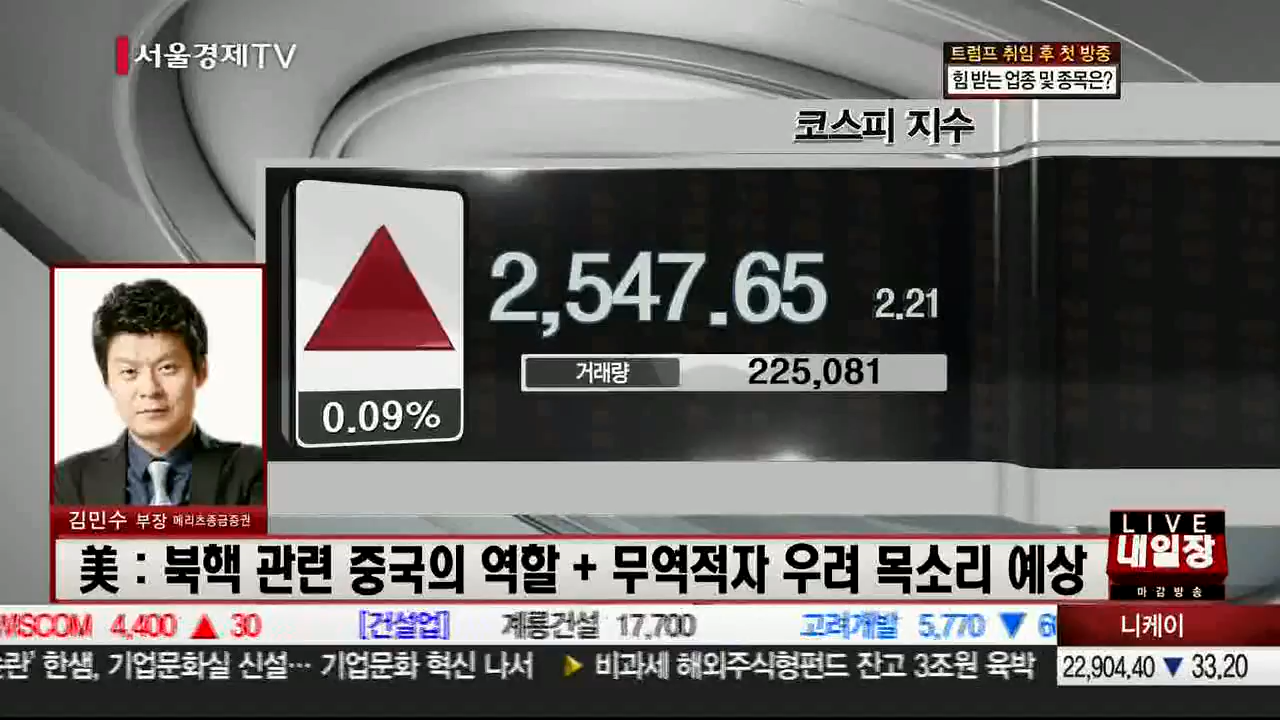 서울경제TV
트럼프 취임 후 첫 방중
힘 받는 업종 및 종목은?
코스피 지수
2,547.65 2.21
거래량 225,081
0.09%
김민수 부장 메리츠종금증권
美 : 북핵 관련 중국의 역할 + 무역적자 우려 목소리 예상
LIVE
내일장
마감방송
WISCOM 4,400 ▲ 30 [건설업] 계룡건설 17,700 고려개발 5,770 ▼
니케이
한샘, 기업문화실 신설… 기업문화 혁신 나서 ▶ 비과세 해외주식형펀드 잔고 3조원 육박
22,904.40 ▼ 33,20